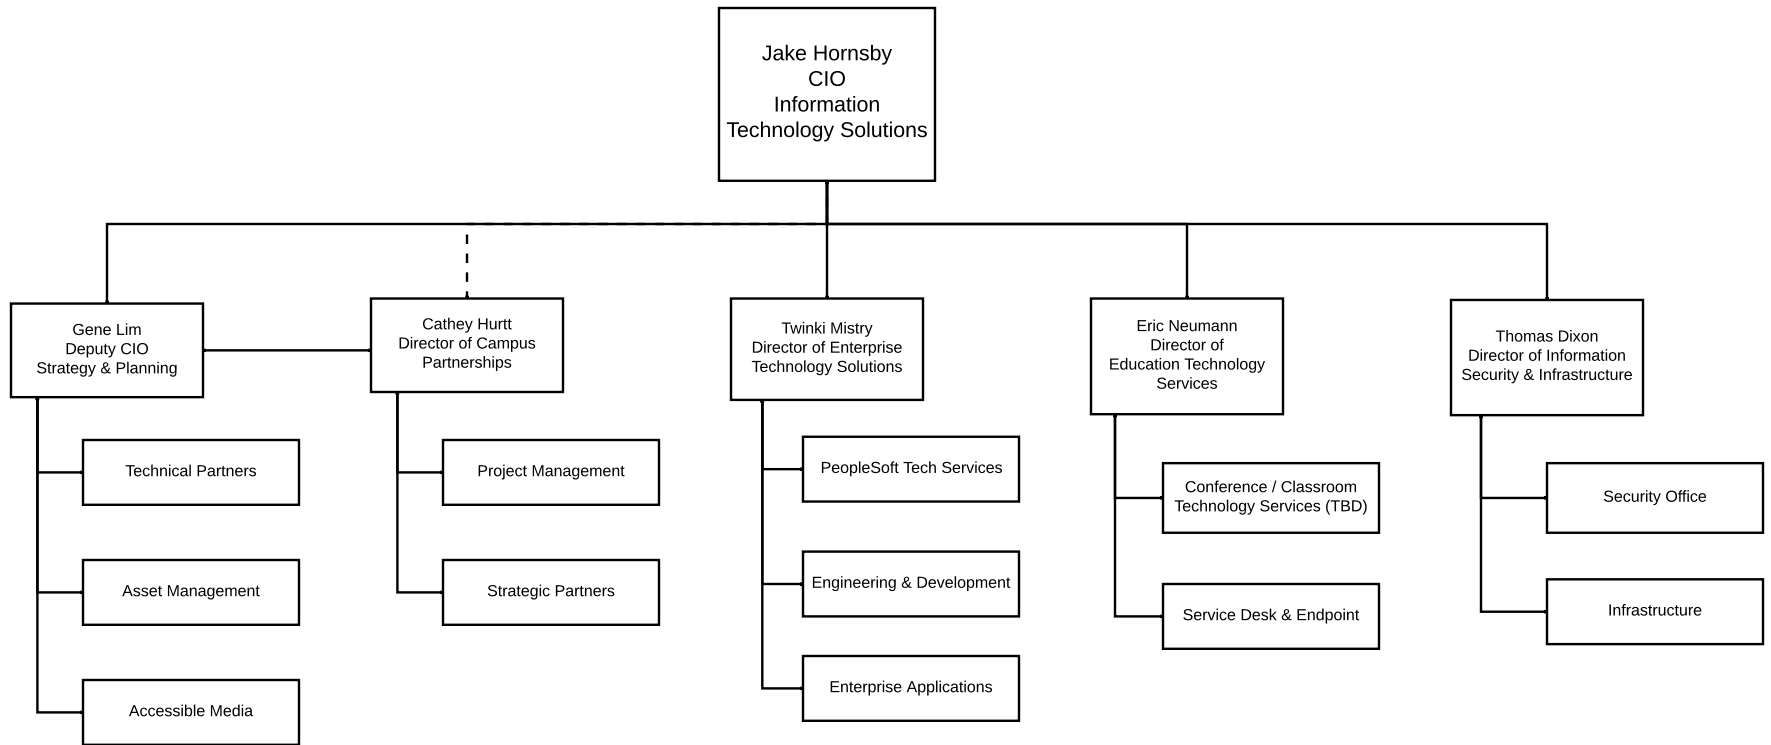 Jake Hornsby
CIO
Information
Technology Solutions
Gene Lim
Deputy CIO
Strategy & Planning
Technical Partners
Asset Management
Accessible Media
Cathey Hurtt
Director of Campus
Partnerships
Project Management
Strategic Partners
Twinki Mistry
Director of Enterprise
Technology Solutions
PeopleSoft Tech Services
Engineering & Development
Enterprise Applications
Eric Neumann
Director of
Education Technology
Services
Conference / Classroom
Technology Services (TBD)
Service Desk & Endpoint
Thomas Dixon
Director of Information
Security & Infrastructure
Security Office
Infrastructure